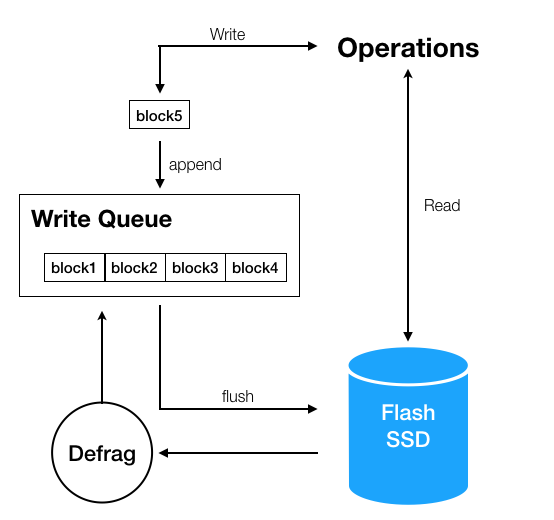 Write
Operations
block5
append
Read
Write Queue
block1 block2 block3 block4
flush
Flash
SSD
Defrag